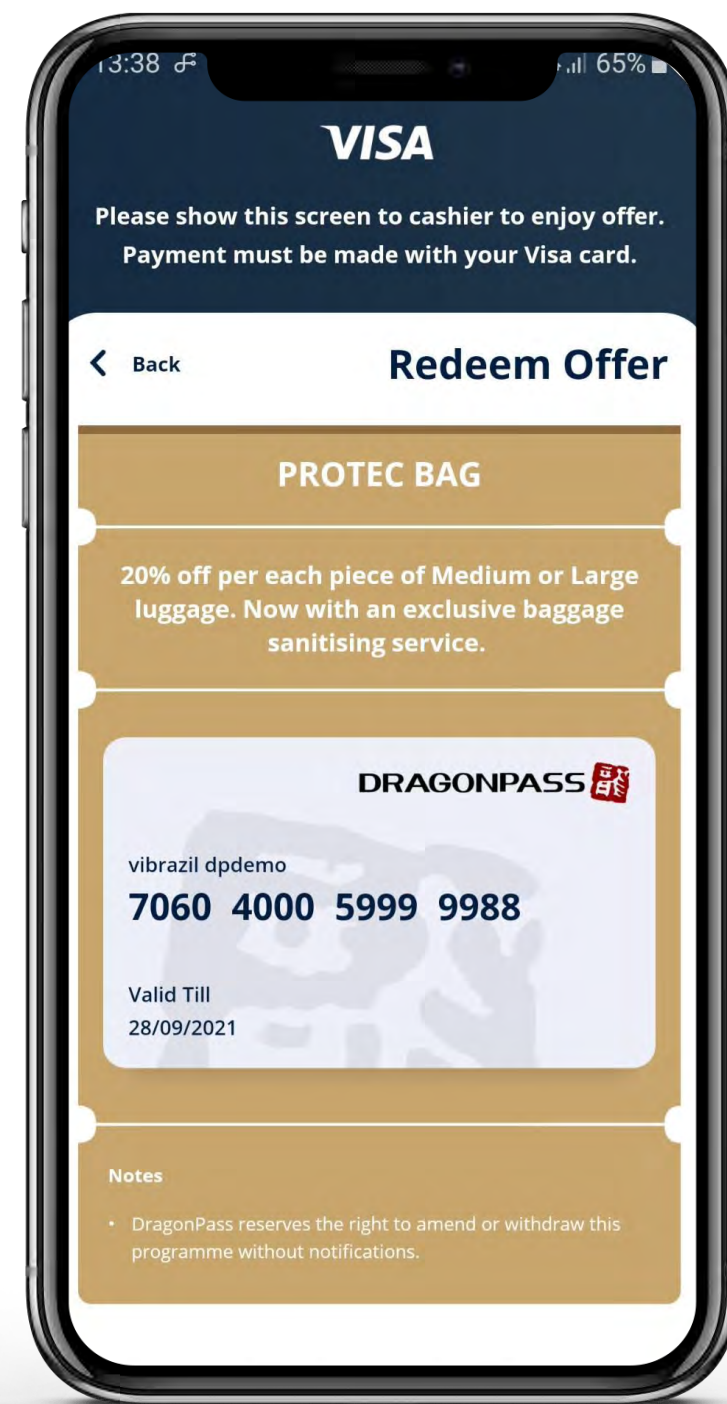 13:38 65%
VISA
Please show this screen to cashier to enjoy offer.
Payment must be made with your Visa card.
Back Redeem Offer
PROTEC BAG
20% off per each piece of Medium or Large
luggage. Now with an exclusive baggage
sanitising service.
DRAGONPASS
vibrazil dpdemo
7060 4000 5999 9988
Valid Till
28/09/2021
Notes
• DragonPass reserves the right to amend or withdraw this
programme without notifications.